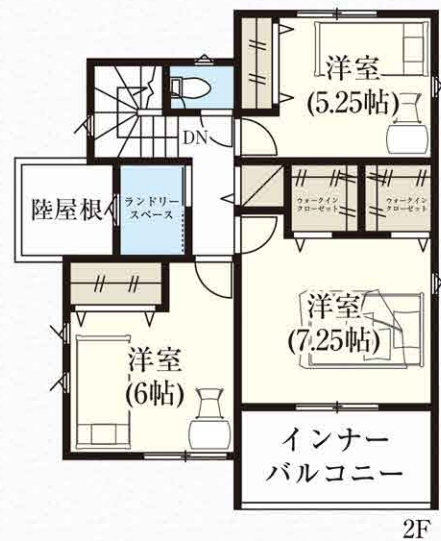 洋室
(5.25帖)
DN
陸屋根
ランドリー
スペース
ウォークイン
クローゼット
ウォークイン
クローゼット
洋室
(7.25帖)
洋室
(6帖)
インナー
バルコニー
2F